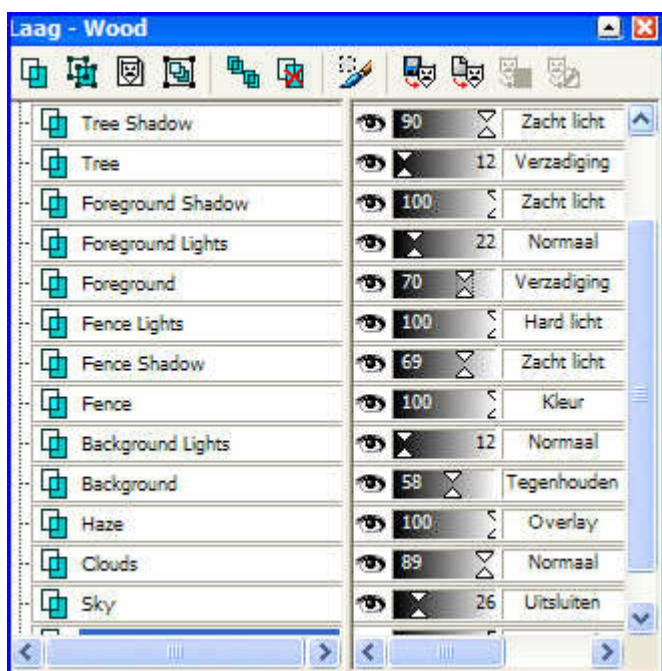 Laag - Wood
Tree Shadow 90 Zacht licht
Tree 12 Verzadiging
Foreground Shadow 100 Zacht licht
Foreground Lights 22 Normaal
Foreground 70 Verzadiging
Fence Lights 100 Hard licht
Fence Shadow 69 Zacht licht
Fence 100 Kleur
Background Lights 12 Normaal
Background 58 Tegenhouden
Haze 100 Overlay
Clouds 89 Normaal
Sky 26 Uitsluiten